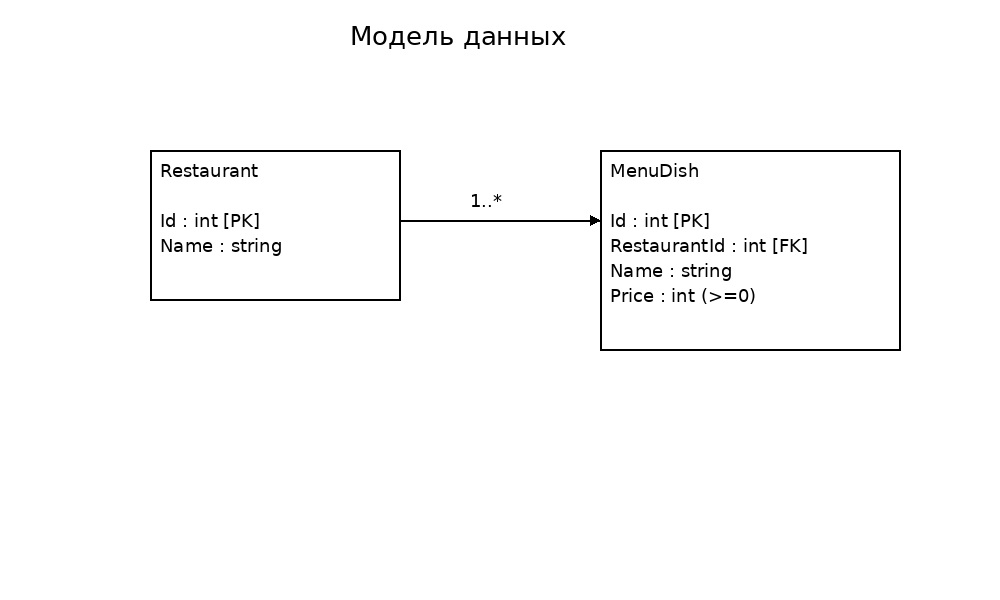 Модель данных
Restaurant
Id : int [PK]
Name : string
1..*
MenuDish
Id : int [PK]
RestaurantId : int [FK]
Name : string
Price : int (>=0)